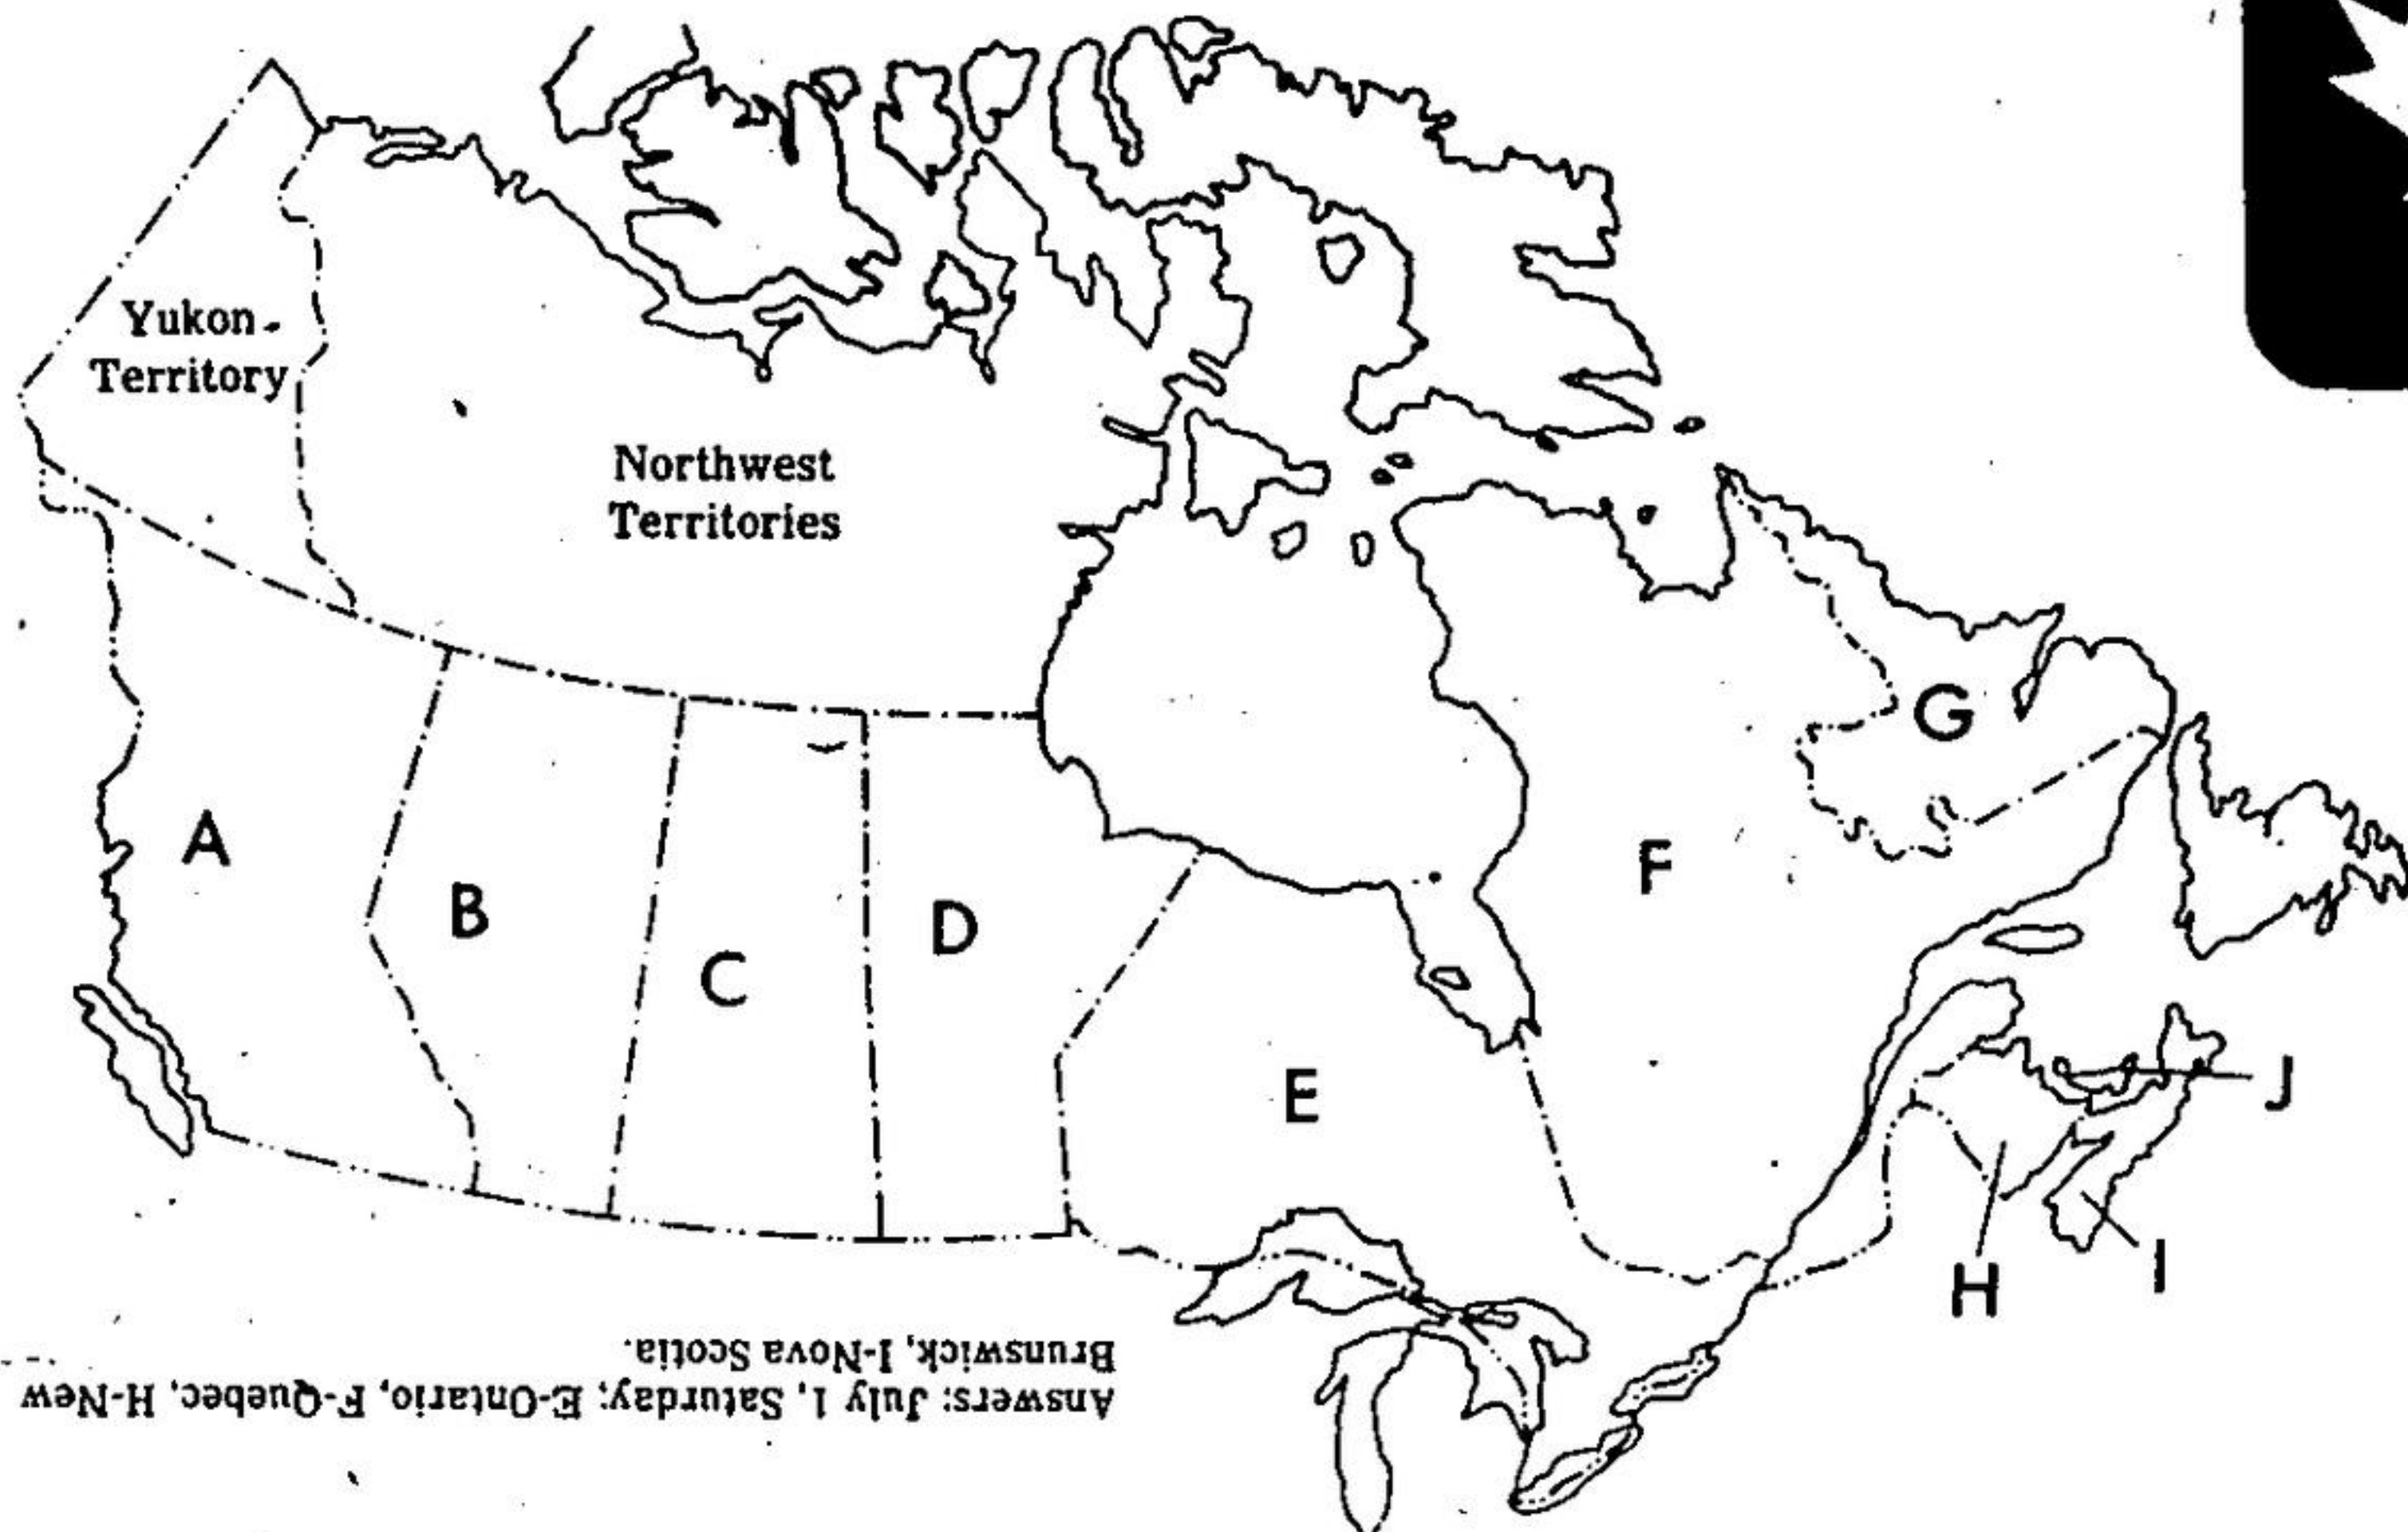 Yukon
Territory
Northwest
Territories
A
B
C
D
E
F
G
H
I
J
Answers: July 1, Saturday; E-Ontario, F-Quebec, H-New
Brunswick, I-Nova Scotia.